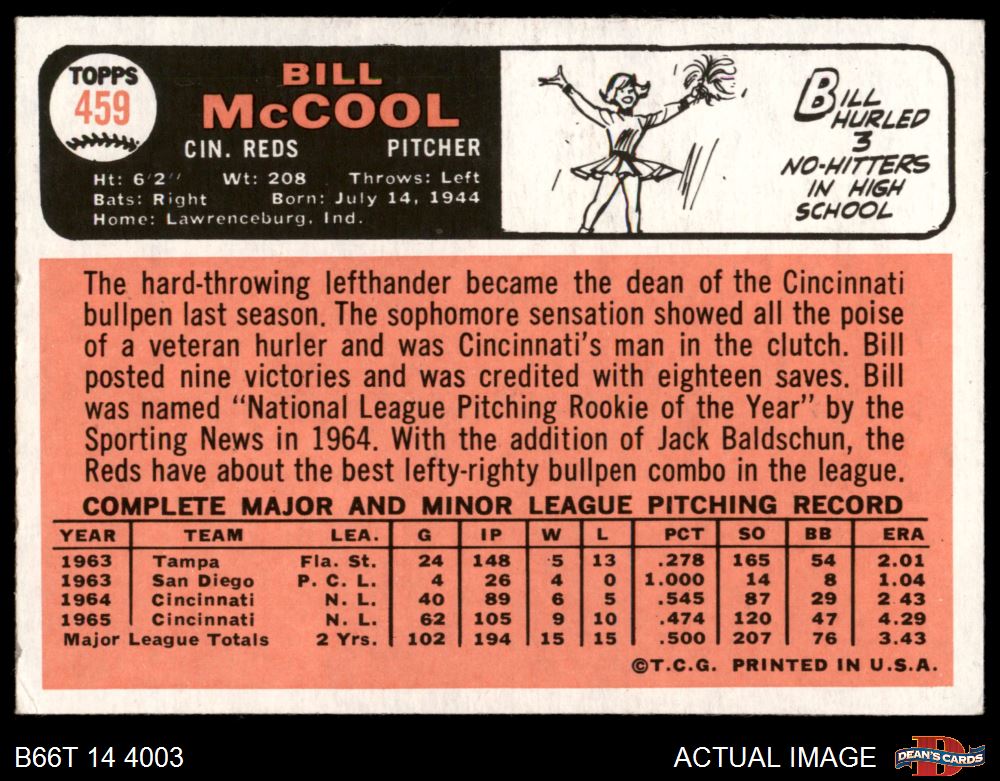 TOPPS
459
BILL
McCOOL
CIN. REDS PITCHER
Ht: 6'2" Wt: 208 Throws: Left
Bats: Right Born: July 14, 1944
Home: Lawrenceburg, Ind.
BILL
HURLED
3
NO-HITTERS
IN HIGH
SCHOOL
The hard-throwing lefthander became the dean of the Cincinnati
bullpen last season. The sophomore sensation showed all the poise
of a veteran hurler and was Cincinnati's man in the clutch. Bill
posted nine victories and was credited with eighteen saves. Bill
was named "National League Pitching Rookie of the Year" by the
Sporting News in 1964. With the addition of Jack Baldschun, the
Reds have about the best lefty-righty bullpen combo in the league.
COMPLETE MAJOR AND MINOR LEAGUE PITCHING RECORD
YEAR TEAM LEA. G IP W L PCT SO BB ERA
1963 Tampa Fla. St. 24 148 5 13 .278 165 54 2.01
1963 San Diego P. C. L. 4 26 4 0 1.000 14 8 1.04
1964 Cincinnati N. L. 40 89 6 5 .545 87 29 2.43
1965 Cincinnati N. L. 62 105 9 10 .474 120 47 4.29
Major League Totals 2 Yrs. 102 194 15 15 .500 207 76 3.43
©T.C.G. PRINTED IN U.S.A.
B66T 14 4003 ACTUAL IMAGE
DEAN'S CARDS